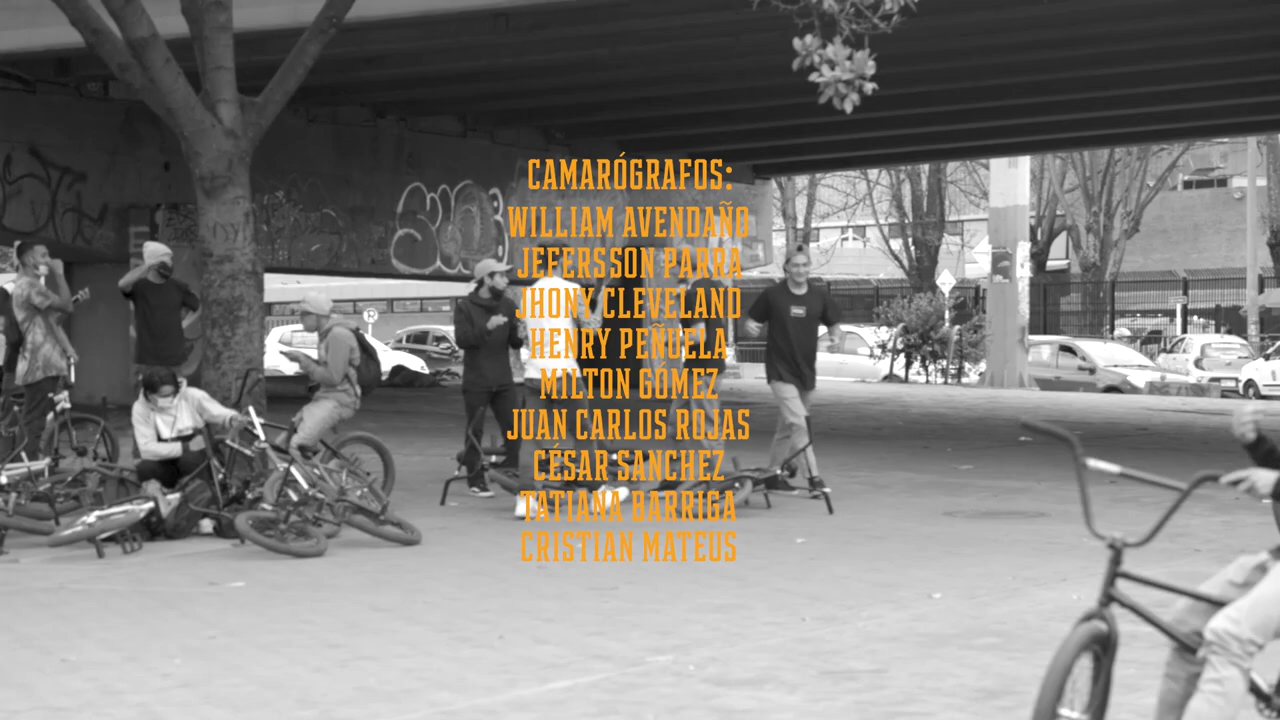 CAMARÓGRAFOS:
WILLIAM AVENDAÑO
JEFERSSON PARRA
JHONY CLEVELAND
HENRY PEÑUELA
MILTON GÓMEZ
JUAN CARLOS ROJAS
CÉSAR SANCHEZ
TATIANA BARRIGA
CRISTIAN MATEUS